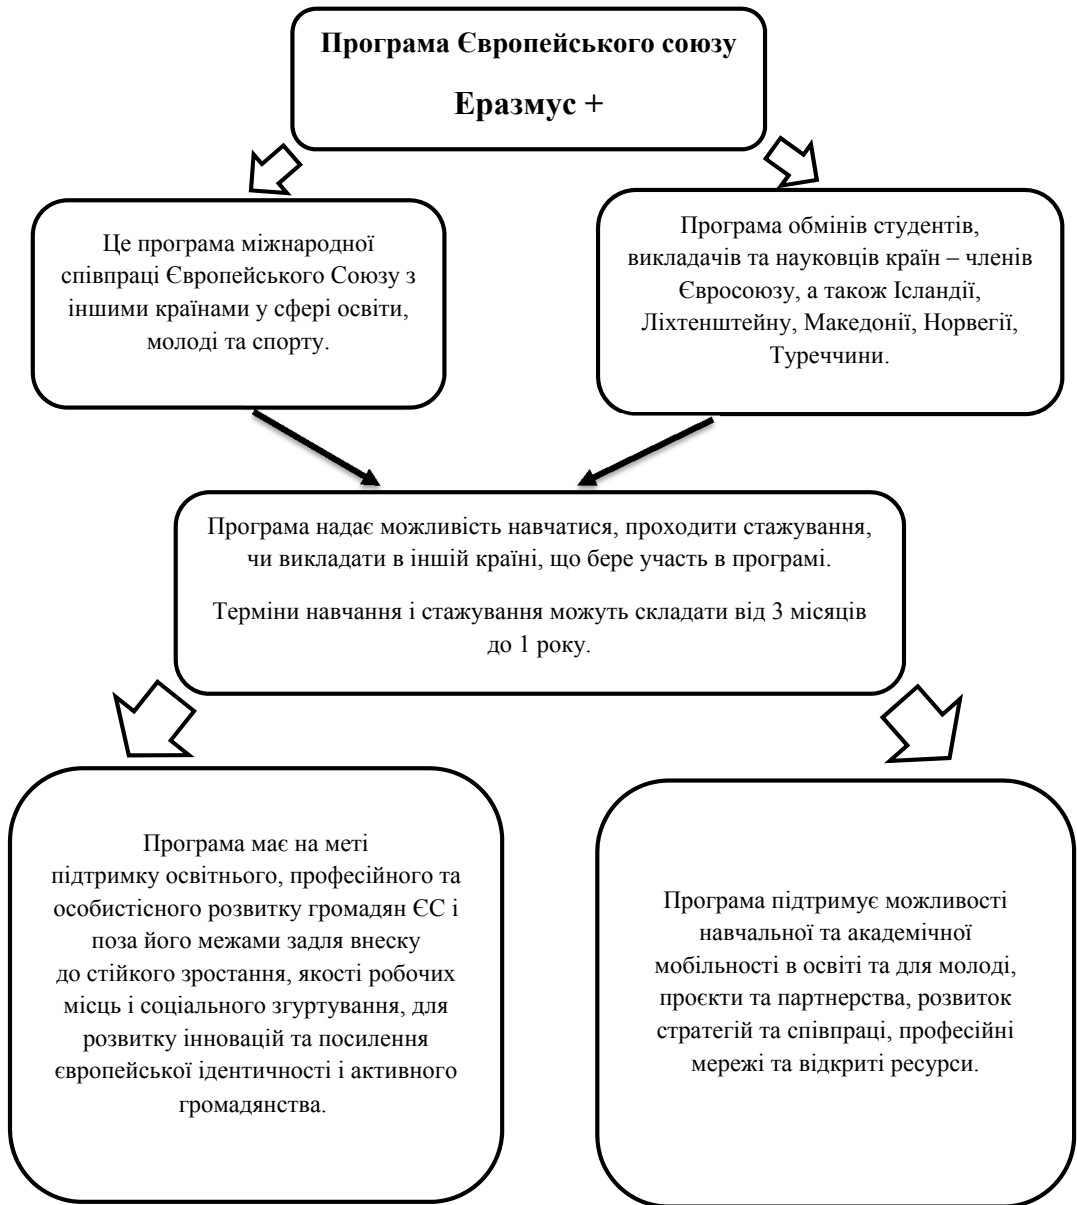 Програма Європейського союзу
Еразмус +
Це програма міжнародної
співпраці Європейського Союзу з
іншими країнами у сфері освіти,
молоді та спорту.
Програма обмінів студентів,
викладачів та науковців країн – членів
Євросоюзу, а також Ісландії,
Ліхтенштейну, Македонії, Норвегії,
Туреччини.
Програма надає можливість навчатися, проходити стажування,
чи викладати в іншій країні, що бере участь в програмі.
Терміни навчання і стажування можуть складати від 3 місяців
до 1 року.
Програма має на меті
підтримку освітнього, професійного та
особистісного розвитку громадян ЄС і
поза його межами задля внеску
до стійкого зростання, якості робочих
місць і соціального згуртування, для
розвитку інновацій та посилення
європейської ідентичності і активного
громадянства.
Програма підтримує можливості
навчальної та академічної
мобільності в освіті та для молоді,
проєкти та партнерства, розвиток
стратегій та співпраці, професійні
мережі та відкриті ресурси.